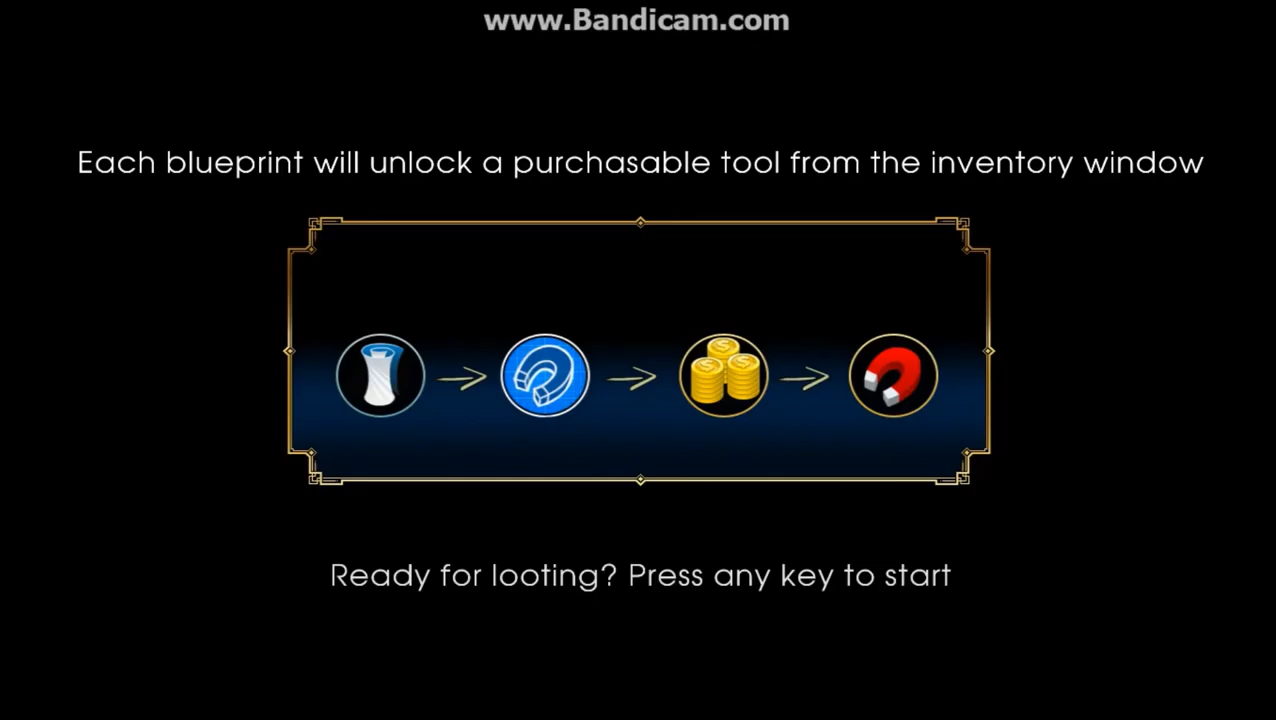 www.Bandicam.com
Each blueprint will unlock a purchasable tool from the inventory window
Ready for looting? Press any key to start